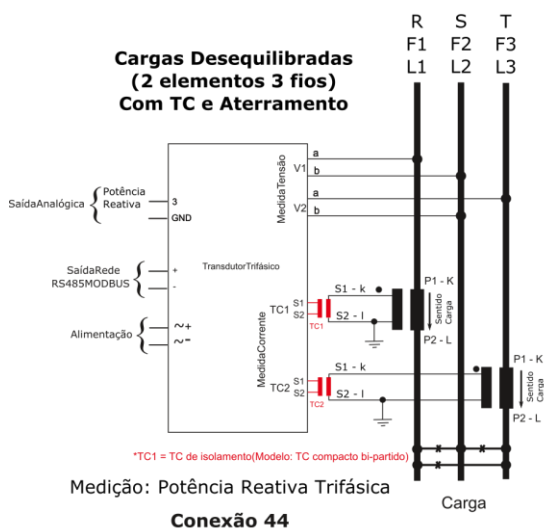 R S T
F1 F2 F3
L1 L2 L3
Cargas Desequilibradas
(2 elementos 3 fios)
Com TC e Aterramento
a
V1
b
a
V2
b
MedidaTensão
SaídaAnalógica
Potência
Reativa
3
GND
SaídaRede
RS485MODBUS
+
-
TransdutorTrifásico
Alimentação
~+
~-
MedidaCorrente
TC1
S1
S2
TC1
S1 - k
S2 - l
P1 - K
Sentido
Carga
P2 - L
TC2
S1
S2
TC2
S1 - k
S2 - l
P1 - K
Sentido
Carga
P2 - L
*TC1 = TC de isolamento(Modelo: TC compacto bi-partido)
Medição: Potência Reativa Trifásica
Carga
Conexão 44